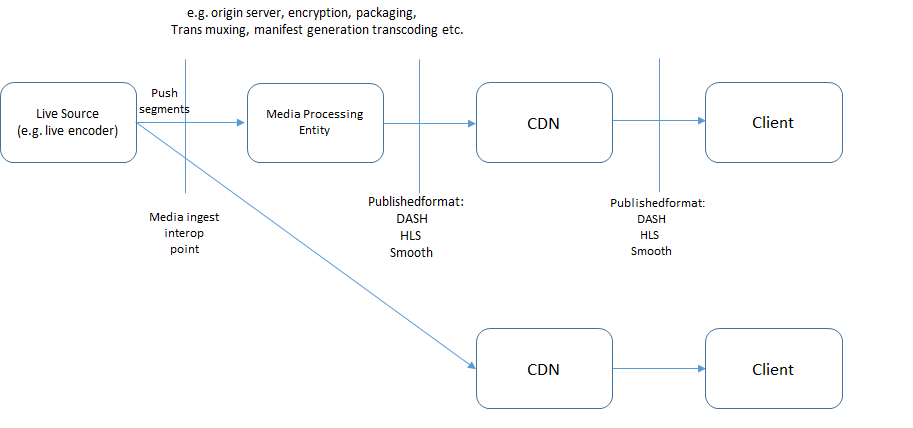 e.g. origin server, encryption, packaging,
Trans muxing, manifest generation transcoding etc.
Live Source
(e.g. live encoder)
Push
segments
Media Processing
Entity
CDN
Client
Media ingest
interop
point
Publishedformat:
DASH
HLS
Smooth
Publishedformat:
DASH
HLS
Smooth
CDN
Client